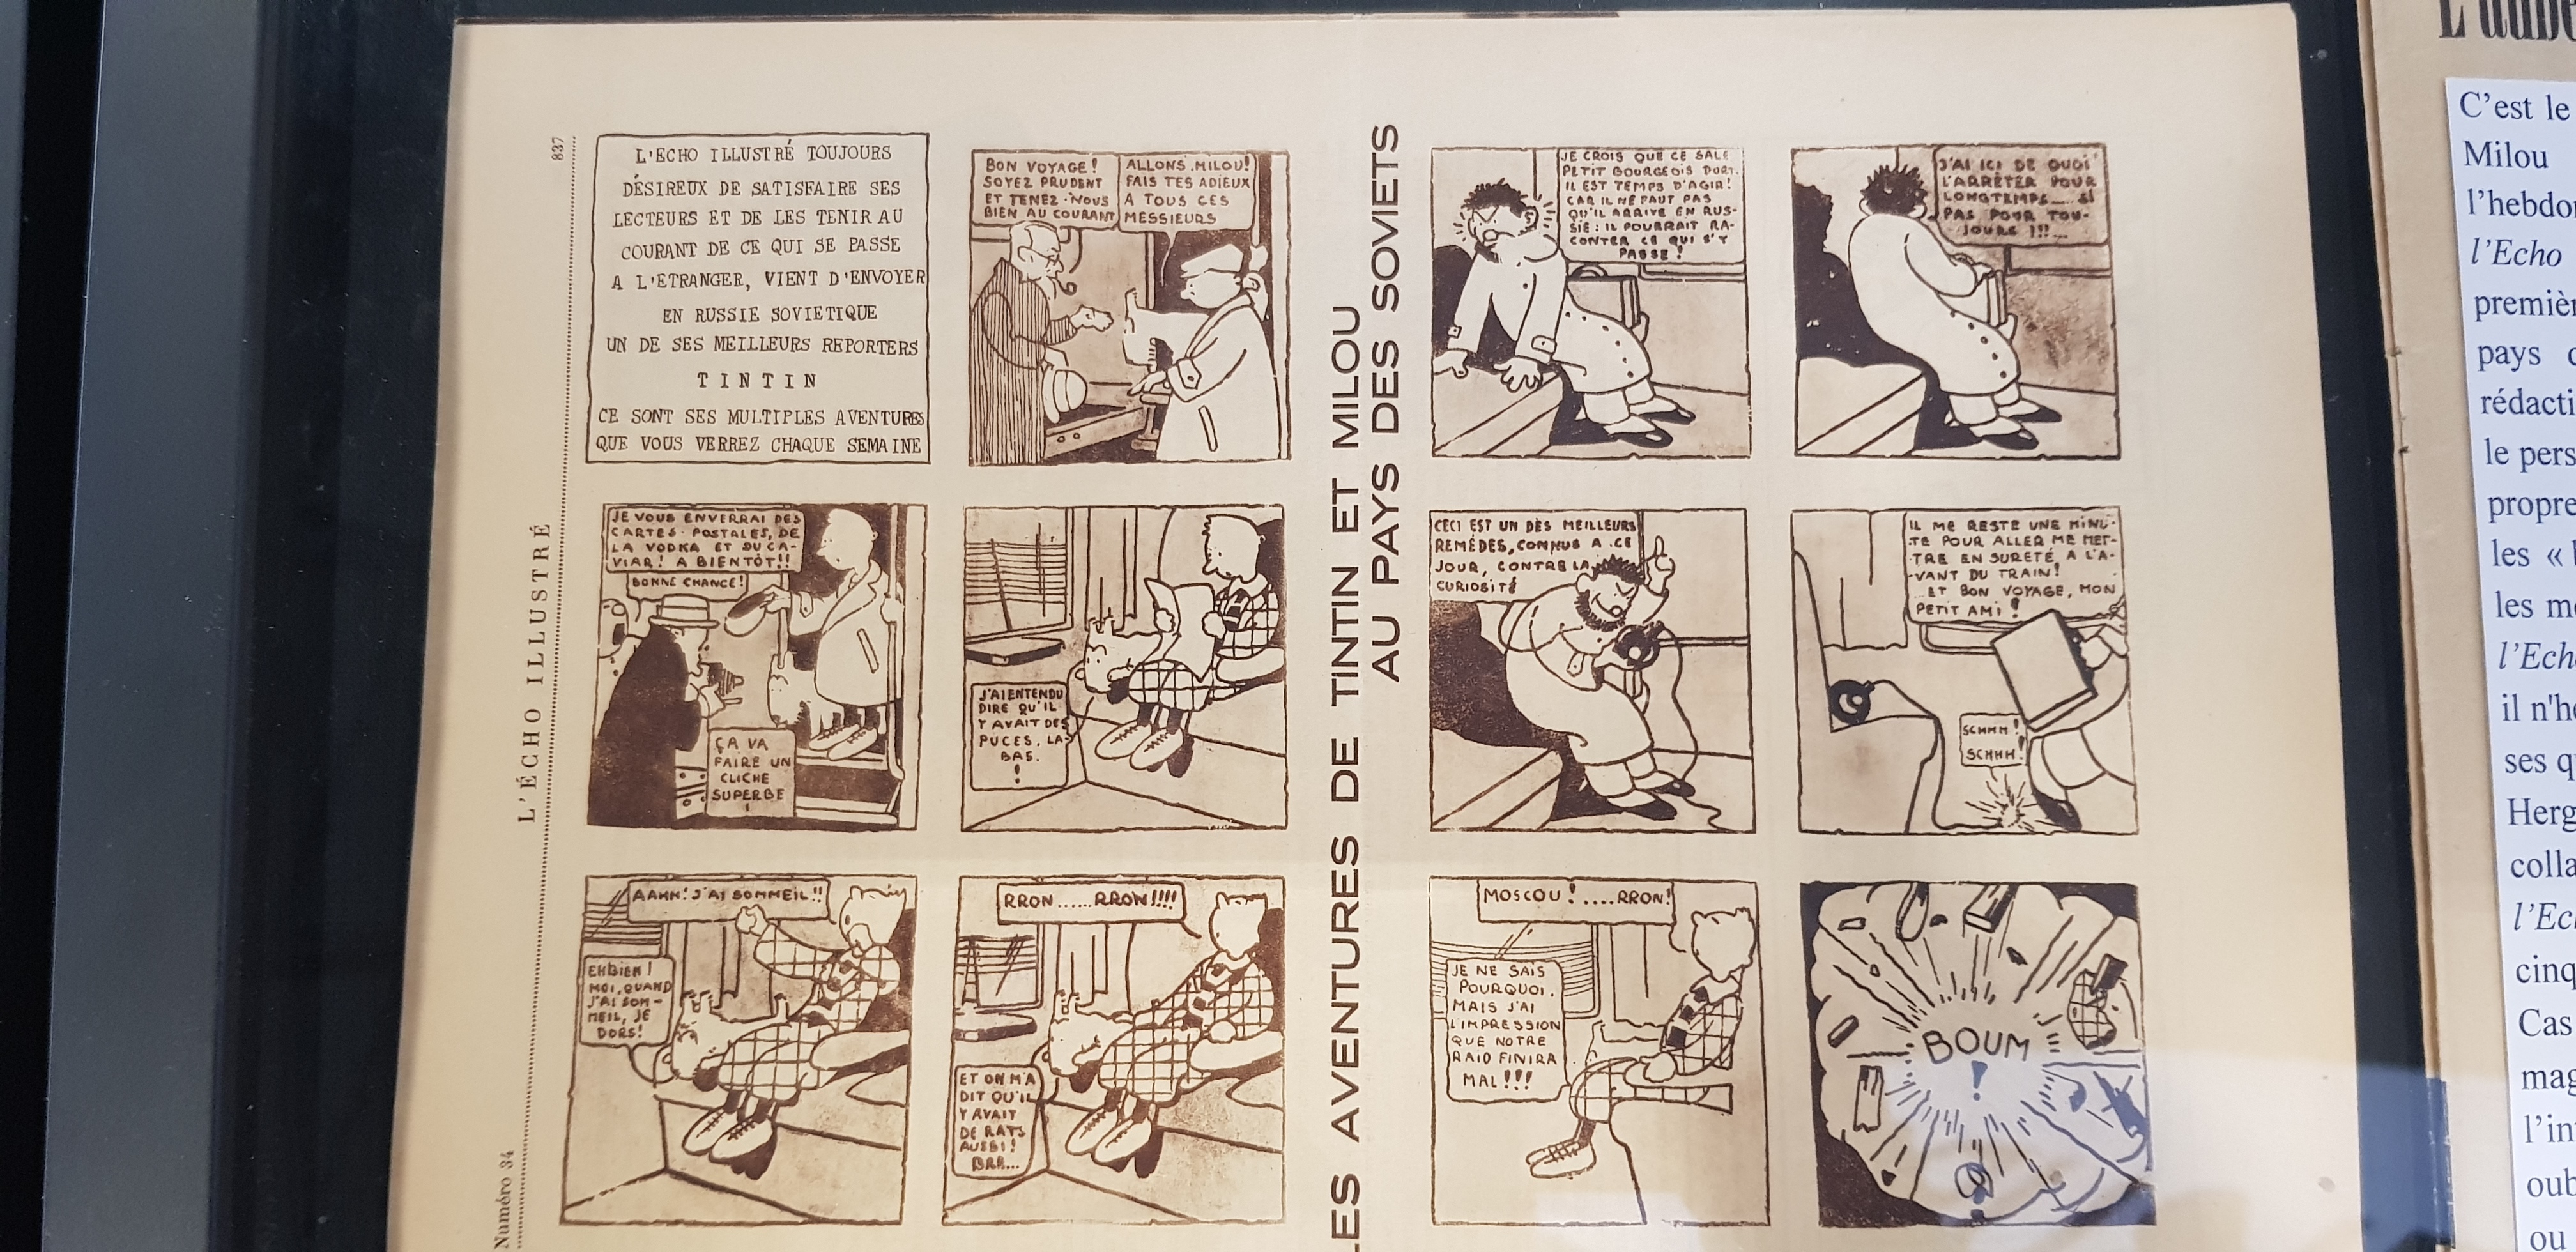 L'ÉCHO ILLUSTRÉ
Numéro 34
837
LES AVENTURES DE TINTIN ET MILOU
AU PAYS DES SOVIETS
L'ECHO ILLUSTRÉ TOUJOURS
DÉSIREUX DE SATISFAIRE SES
LECTEURS ET DE LES TENIR AU
COURANT DE CE QUI SE PASSE
A L'ETRANGER, VIENT D'ENVOYER
EN RUSSIE SOVIETIQUE
UN DE SES MEILLEURS REPORTERS
TINTIN
CE SONT SES MULTIPLES AVENTURES
QUE VOUS VERREZ CHAQUE SEMAINE
BON VOYAGE!
SOYEZ PRUDENT
ET TENEZ-NOUS
BIEN AU COURANT
ALLONS MILOU!
FAIS TES ADIEUX
A TOUS CES
MESSIEURS
JE VOUS ENVERRAI DES
CARTES-POSTALES, DE
LA VODKA ET DU CA-
VIAR! A BIENTÔT!!
BONNE CHANCE!
ÇA VA
FAIRE UN
CLICHE
SUPERBE
!
J'AI ENTENDU
DIRE QU'IL
Y AVAIT DES
PUCES, LA-
BAS.
!
AAHH! J'AI SOMMEIL!!
EH BIEN!
MOI, QUAND
J'AI SOM-
MEIL, JE
DORS!
RRON......RRON!!!!
ET ON M'A
DIT QU'IL
Y AVAIT
DE RATS
AUSSI!
BRR...
JE CROIS QUE CE SALE
PETIT BOURGEOIS DORT.
IL EST TEMPS D'AGIR!
CAR IL NE FAUT PAS
QU'IL ARRIVE EN RUS-
SIE: IL POURRAIT RA-
CONTER CE QUI S'Y
PASSE!
J'AI ICI DE QUOI
L'ARRÊTER POUR
LONGTEMPS.... SI
PAS POUR TOU-
JOURS !!!...
CECI EST UN DES MEILLEURS
REMÉDES, CONNUS A CE
JOUR, CONTRE LA
CURIOSITÉ
IL ME RESTE UNE MINU-
TE POUR ALLER ME MET-
TRE EN SURETÉ A L'A-
VANT DU TRAIN!
ET BON VOYAGE, MON
PETIT AMI!
SCHHH!
SCHHH!
MOSCOU!....RRON!
JE NE SAIS
POURQUOI,
MAIS J'AI
L'IMPRESSION
QUE NOTRE
RAID FINIRA
MAL!!!
BOUM
!
C'est le
Milou
l'hebdo
l'Echo
premiè
pays
rédacti
le pers
propre
les «
les m
l'Ech
il n'h
ses q
Herg
colla
l'Ec
cinq
Cas
mag
l'in
oub
ou